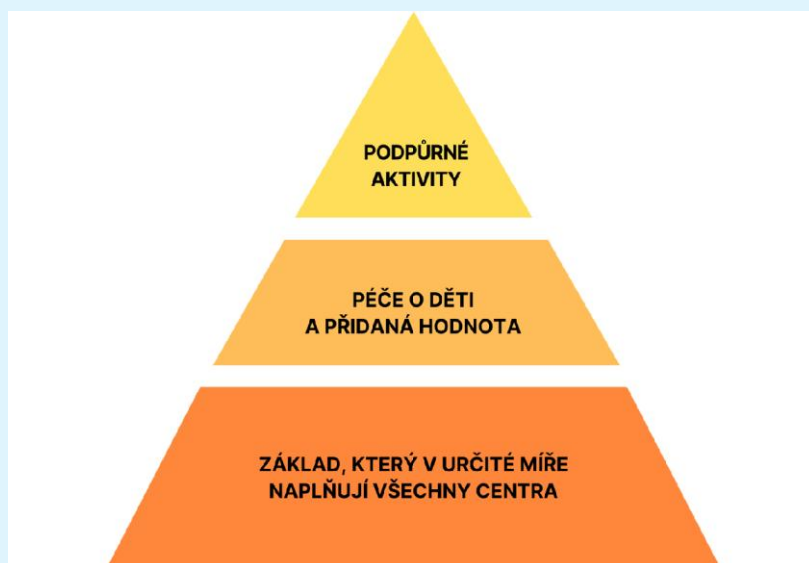 PODPŮRNÉ
AKTIVITY
PÉČE O DĚTI
A PŘIDANÁ HODNOTA
ZÁKLAD, KTERÝ V URČITÉ MÍŘE
NAPLŇUJÍ VŠECHNY CENTRA